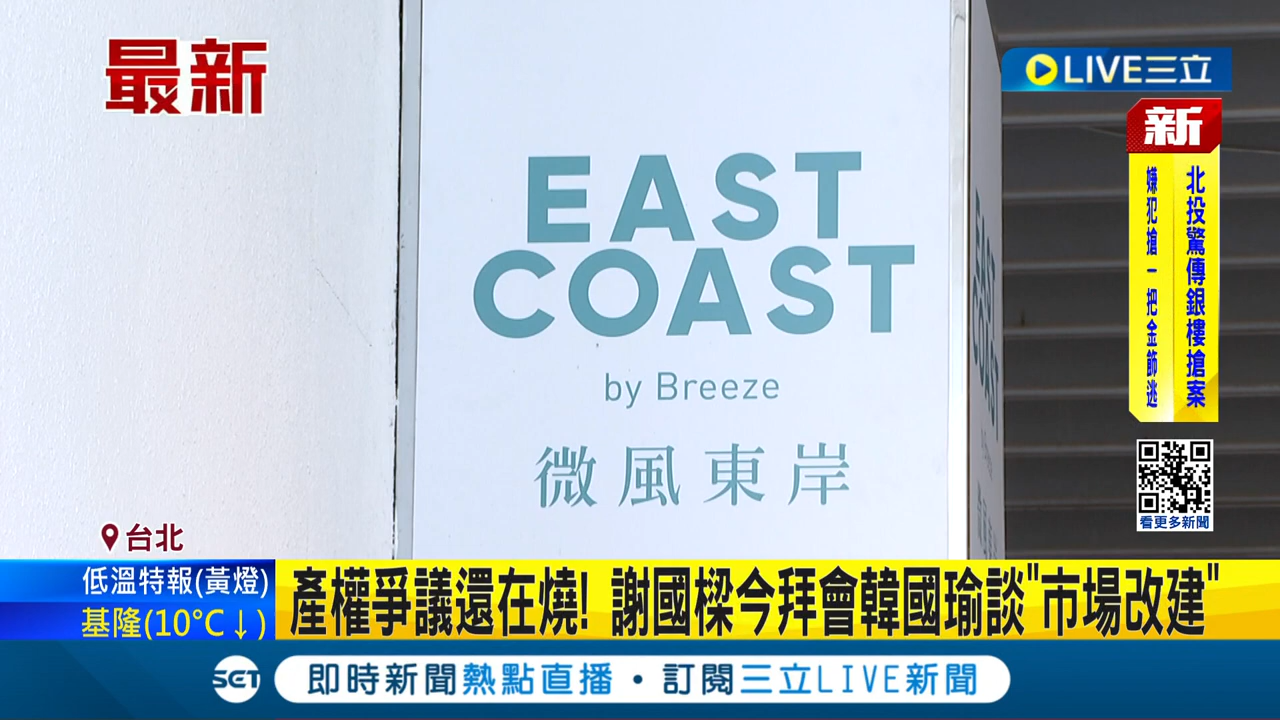 最新
LIVE三立
新
北投驚傳銀樓搶案
嫌犯搶一把金飾逃
EAST
COAST
by Breeze
微風東岸
EAST
COAST
看更多新聞
台北
低溫特報(黃燈)
基隆(10°C↓)
產權爭議還在燒! 謝國樑今拜會韓國瑜談"市場改建"
SET
即時新聞熱點直播・訂閱三立LIVE新聞